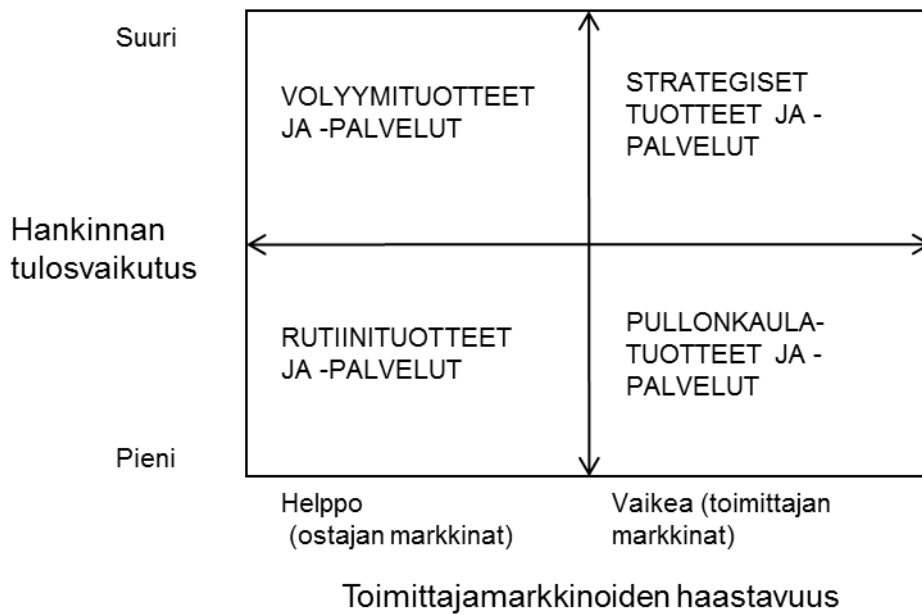 Suuri
VOLYYMITUOTTEET
JA -PALVELUT
STRATEGISET
TUOTTEET JA -
PALVELUT
Hankinnan
tulosvaikutus
RUTIINITUOTTEET
JA -PALVELUT
PULLONKAULA-
TUOTTEET JA -
PALVELUT
Pieni
Helppo
(ostajan markkinat)
Vaikea (toimittajan
markkinat)
Toimittajamarkkinoiden haastavuus